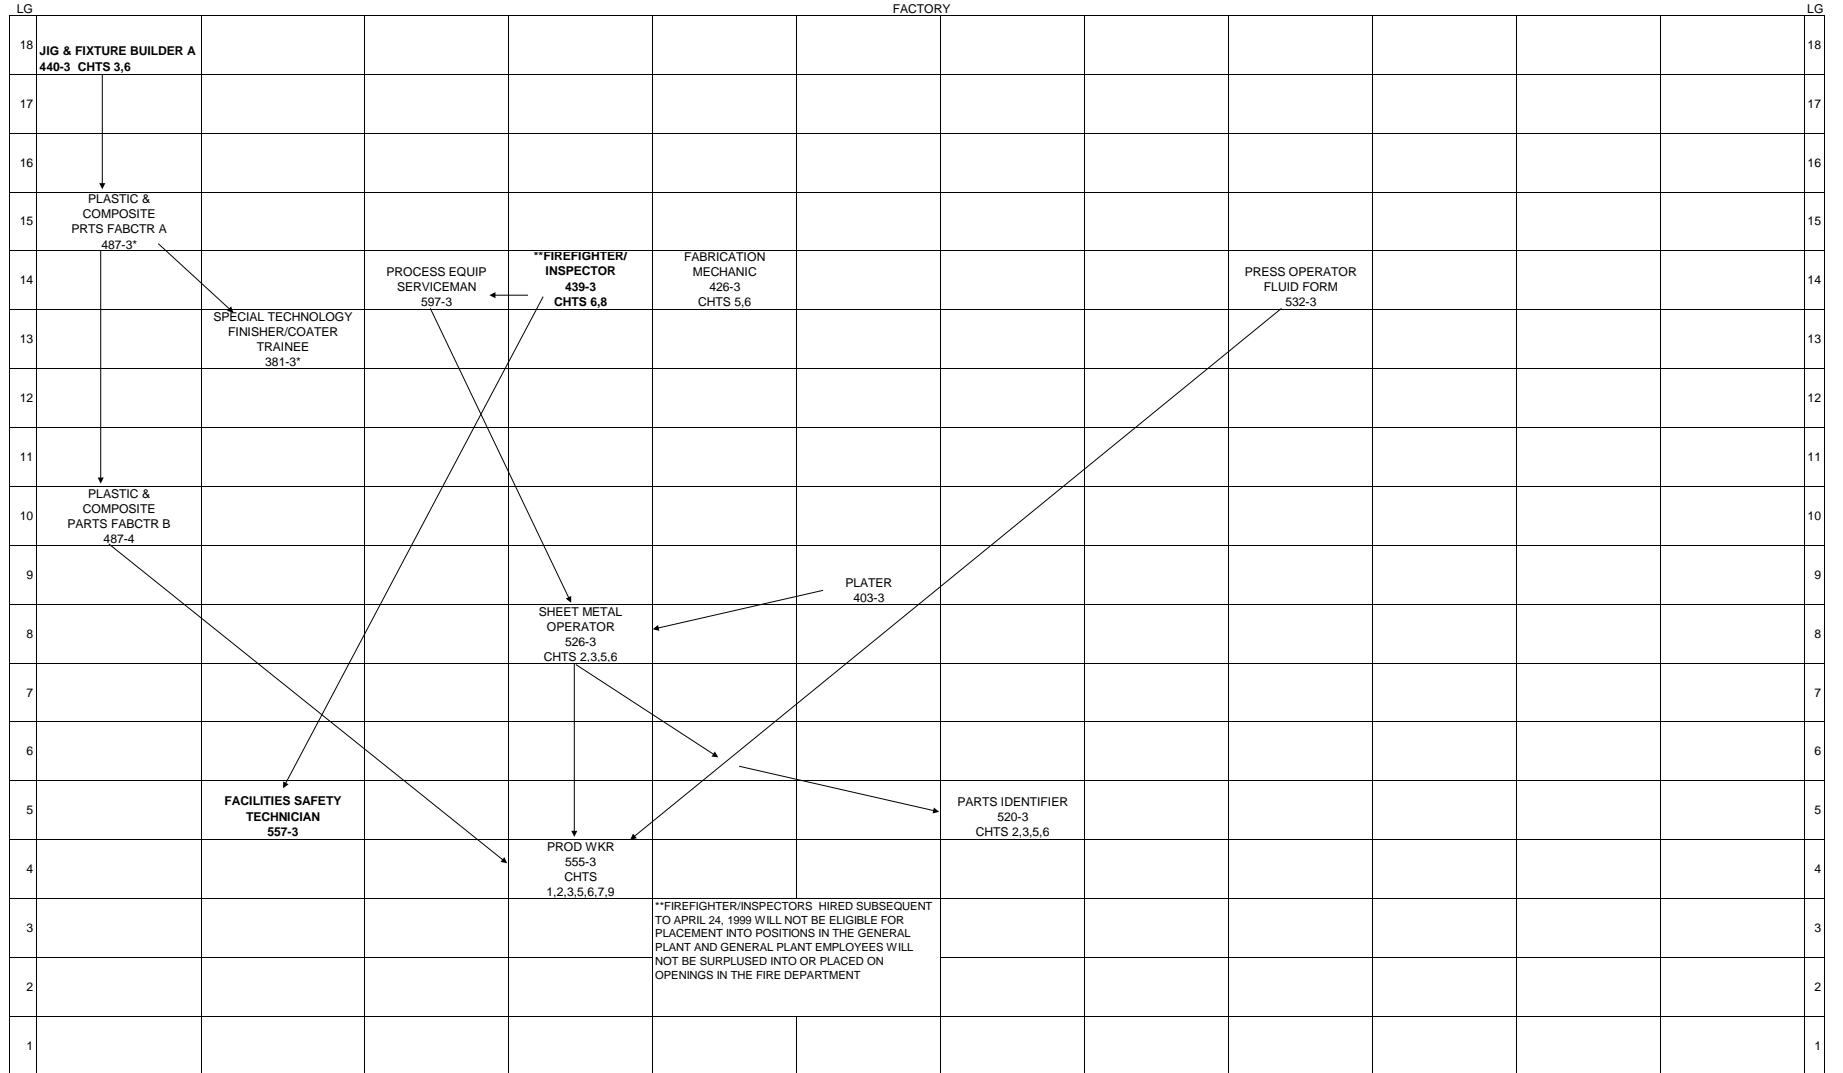 LG FACTORY LG
18 JIG & FIXTURE BUILDER A 18
440-3 CHTS 3,6
17 17
16 16
PLASTIC &
COMPOSITE
15 PRTS FABCTR A 15
487-3*
**FIREFIGHTER/
INSPECTOR
439-3
CHTS 6,8
FABRICATION
MECHANIC
426-3
CHTS 5,6
14 PROCESS EQUIP
SERVICEMAN
597-3
PRESS OPERATOR 14
FLUID FORM
532-3
SPECIAL TECHNOLOGY
13 FINISHER/COATER 13
TRAINEE
381-3*
12 12
11 11
PLASTIC &
COMPOSITE
10 PARTS FABCTR B 10
487-4
9 PLATER 9
403-3
SHEET METAL
OPERATOR
8 526-3 8
CHTS 2,3,5,6
7 7
6 6
FACILITIES SAFETY
5 TECHNICIAN
557-3
PARTS IDENTIFIER 5
520-3
CHTS 2,3,5,6
PROD WKR
555-3
4 CHTS 4
1,2,3,5,6,7,9
**FIREFIGHTER/INSPECTORS HIRED SUBSEQUENT
TO APRIL 24, 1999 WILL NOT BE ELIGIBLE FOR
3 PLACEMENT INTO POSITIONS IN THE GENERAL 3
PLANT AND GENERAL PLANT EMPLOYEES WILL
NOT BE SURPLUSED INTO OR PLACED ON
OPENINGS IN THE FIRE DEPARTMENT
2 2
1 1